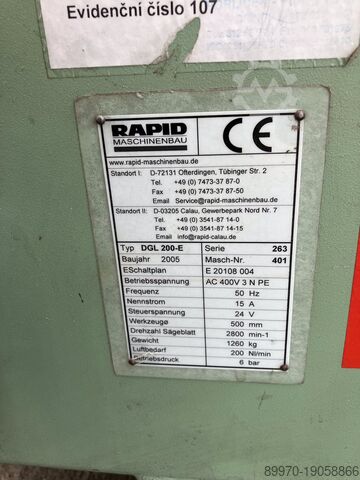 Evidenční číslo 107
RAPID
MASCHINENBAU
CE
www.rapid-maschinenbau.de
Standort I: D-72131 Ofterdingen, Tübinger Str. 2
Tel. +49 (0) 7473-37 87-0
Fax +49 (0) 7473-37 87-50
Email Service@rapid-maschinenbau.de
Standort II: D-03205 Calau, Gewerbepark Nord Nr. 7
Tel. +49 (0) 3541-87 14-0
Fax +49 (0) 3541-87 14-15
Email info@rapid-calau.de
Typ DGL 200-E Serie 263
Baujahr 2005 Masch-Nr. 401
ESchaltplan E 20108 004
Betriebsspannung AC 400V 3 N PE
Frequenz 50 Hz
Nennstrom 15 A
Steuerspannung 24 V
Werkzeuge 500 mm
Drehzahl Sägeblatt 2800 min-1
Gewicht 1260 kg
Luftbedarf 200 Nl/min
Betriebsdruck 6 bar
89970-19058866